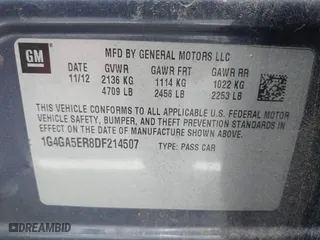 GM
MFD BY GENERAL MOTORS LLC
DATE GVWR GAWR FRT GAWR RR
11/12 2136 KG 1114 KG 1022 KG
4709 LB 2456 LB 2253 LB
THIS VEHICLE CONFORMS TO ALL APPLICABLE U.S. FEDERAL MOTOR
VEHICLE SAFETY, BUMPER, AND THEFT PREVENTION STANDARDS IN
EFFECT ON THE DATE OF MANUFACTURE SHOWN ABOVE.
1G4GA5ER8DF214507 TYPE: PASS CAR